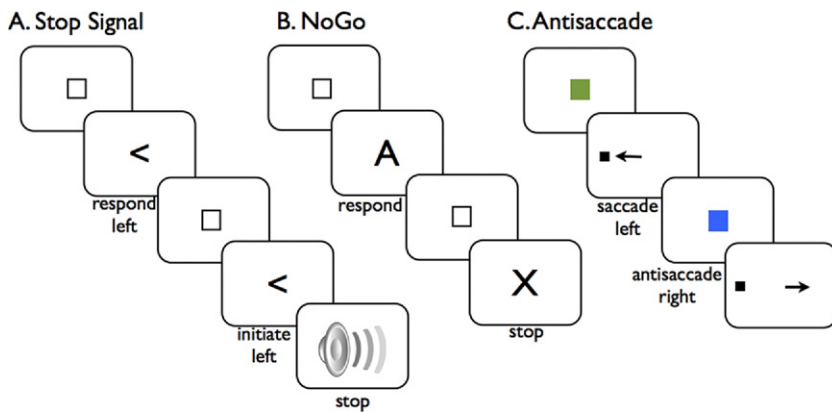 A. Stop Signal
<
respond
left
<
initiate
left
stop
B. NoGo
A
respond
X
stop
C. Antisaccade
saccade
left
antisaccade
right